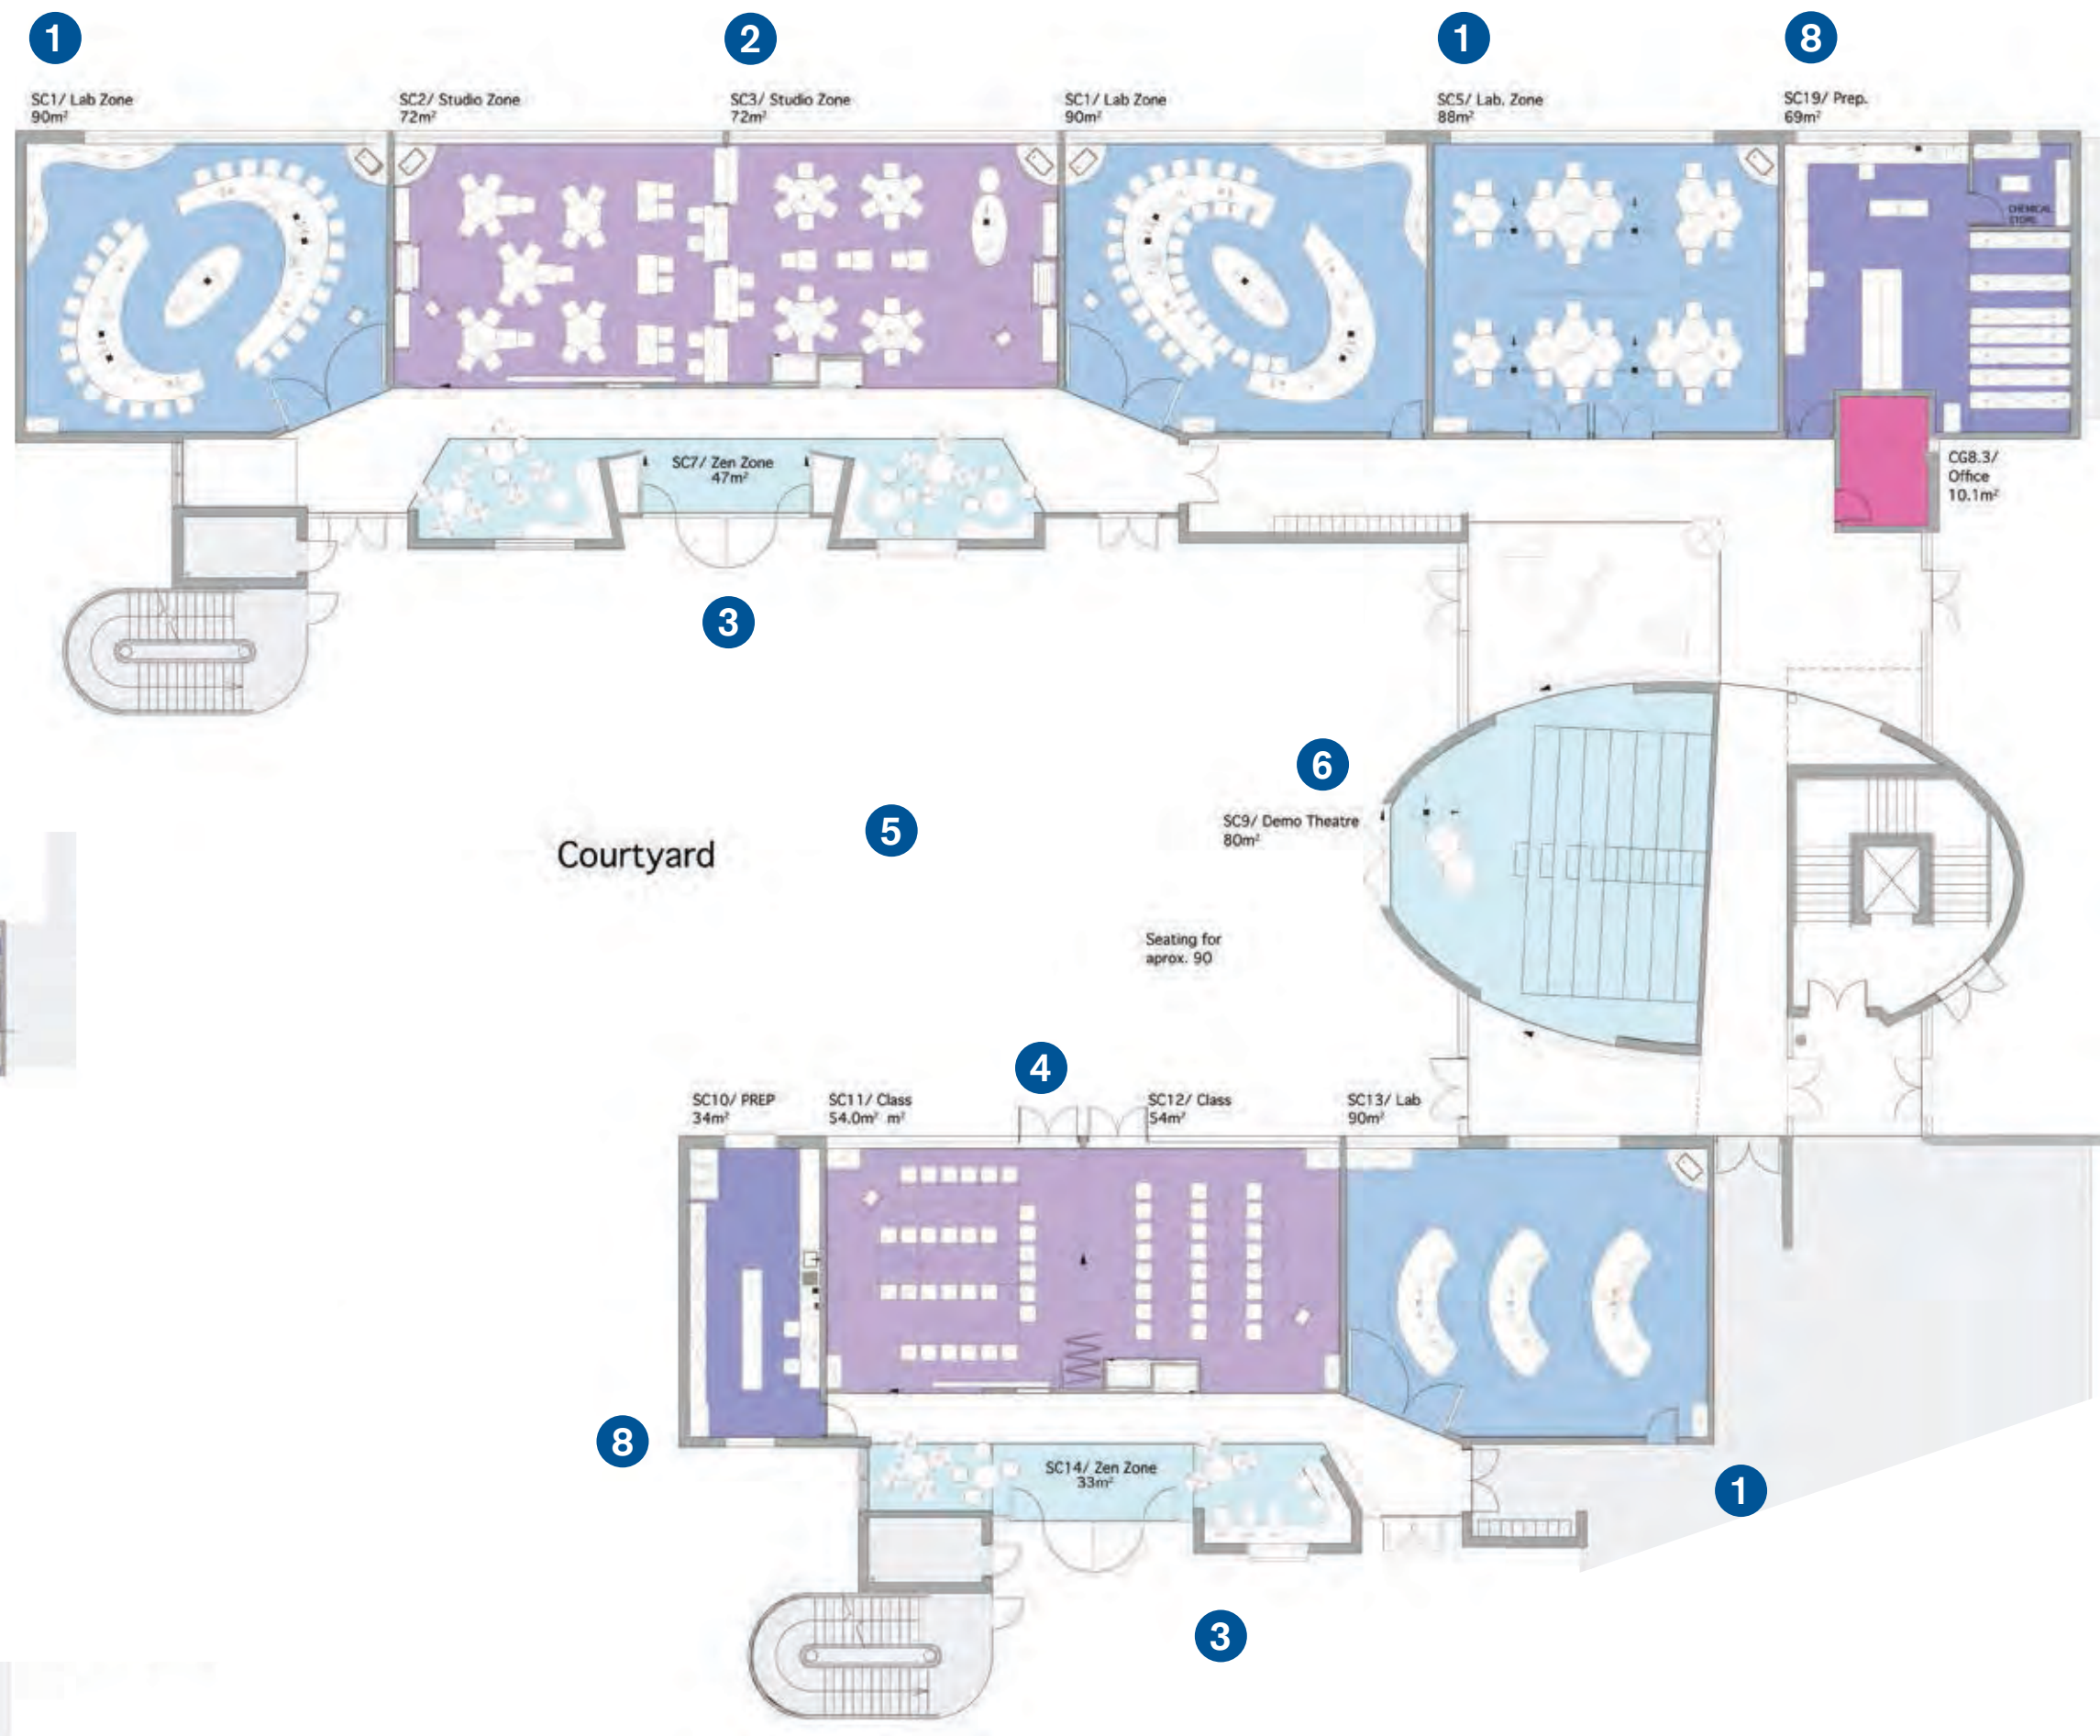 1
2
1
8
SC1/ Lab Zone
90m²
SC2/ Studio Zone
72m²
SC3/ Studio Zone
72m²
SC1/ Lab Zone
90m²
SC5/ Lab. Zone
88m²
SC19/ Prep.
69m²
CHEMICAL
STORE
SC7/ Zen Zone
47m²
CG8.3/
Office
10.1m²
3
6
SC9/ Demo Theatre
80m²
5
Courtyard
Seating for
aprox. 90
4
SC10/ PREP
34m²
SC11/ Class
54.0m² m²
SC12/ Class
54m²
SC13/ Lab
90m²
8
SC14/ Zen Zone
33m²
1
3